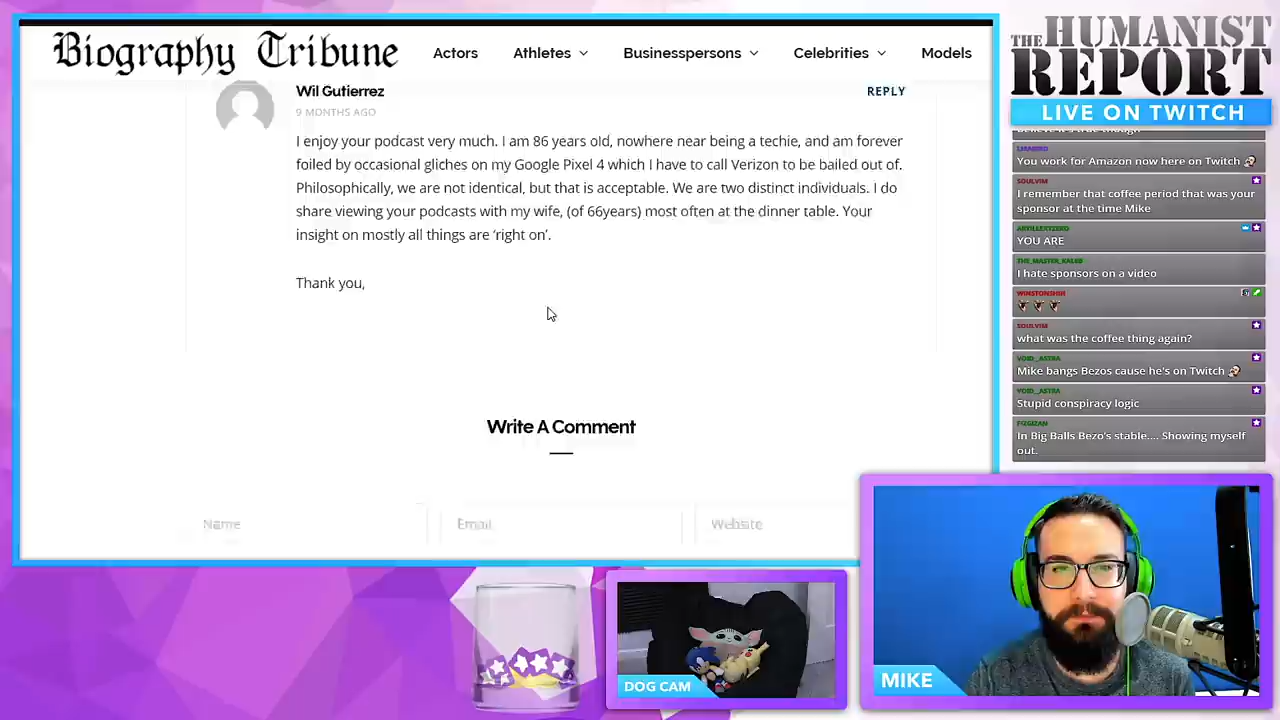 Biography Tribune
Actors
Athletes
Businesspersons
Celebrities
Models
Wil Gutierrez
REPLY
9 MONTHS AGO
I enjoy your podcast very much. I am 86 years old, nowhere near being a techie, and am forever
foiled by occasional gliches on my Google Pixel 4 which I have to call Verizon to be bailed out of.
Philosophically, we are not identical, but that is acceptable. We are two distinct individuals. I do
share viewing your podcasts with my wife, (of 66years) most often at the dinner table. Your
insight on mostly all things are ‘right on’.
Thank you,
Write A Comment
Name
Email
Website
THE HUMANIST
REPORT
LIVE ON TWITCH
You work for Amazon now here on Twitch
SOULVIM
I remember that coffee period that was your
sponsor at the time Mike
YOU ARE
THE_MASTER_KALEB
I hate sponsors on a video
WINSTONSHIH
SOULVIM
what was the coffee thing again?
VOID_ASTRA
Mike bangs Bezos cause he's on Twitch
VOID_ASTRA
Stupid conspiracy logic
FIZGIZAN
In Big Balls Bezo's stable.... Showing myself
out.
DOG CAM
MIKE